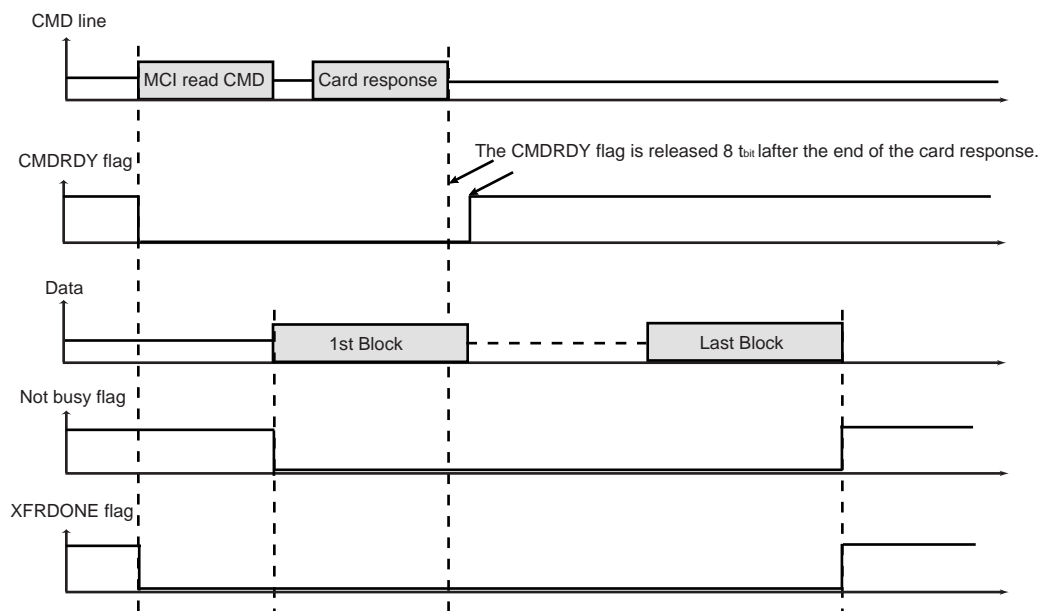 CMD line
MCI read CMD
Card response
The CMDRDY flag is released 8 tbit lafter the end of the card response.
CMDRDY flag
Data
1st Block
Last Block
Not busy flag
XFRDONE flag